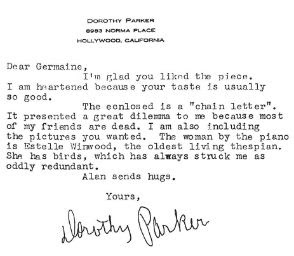 DOROTHY PARKER
8983 NORMA PLACE
HOLLYWOOD, CALIFORNIA
Dear Germaine,
I'm glad you liked the piece.
I am heartened because your taste is usually
so good.
The enclosed is a "chain letter".
It presented a great dilemma to me because most
of my friends are dead. I am also including
the pictures you wanted. The woman by the piano
is Estelle Winwood, the oldest living thespian.
She has birds, which has always struck me as
oddly redundant.
Alan sends hugs.
Yours,
Dorothy Parker